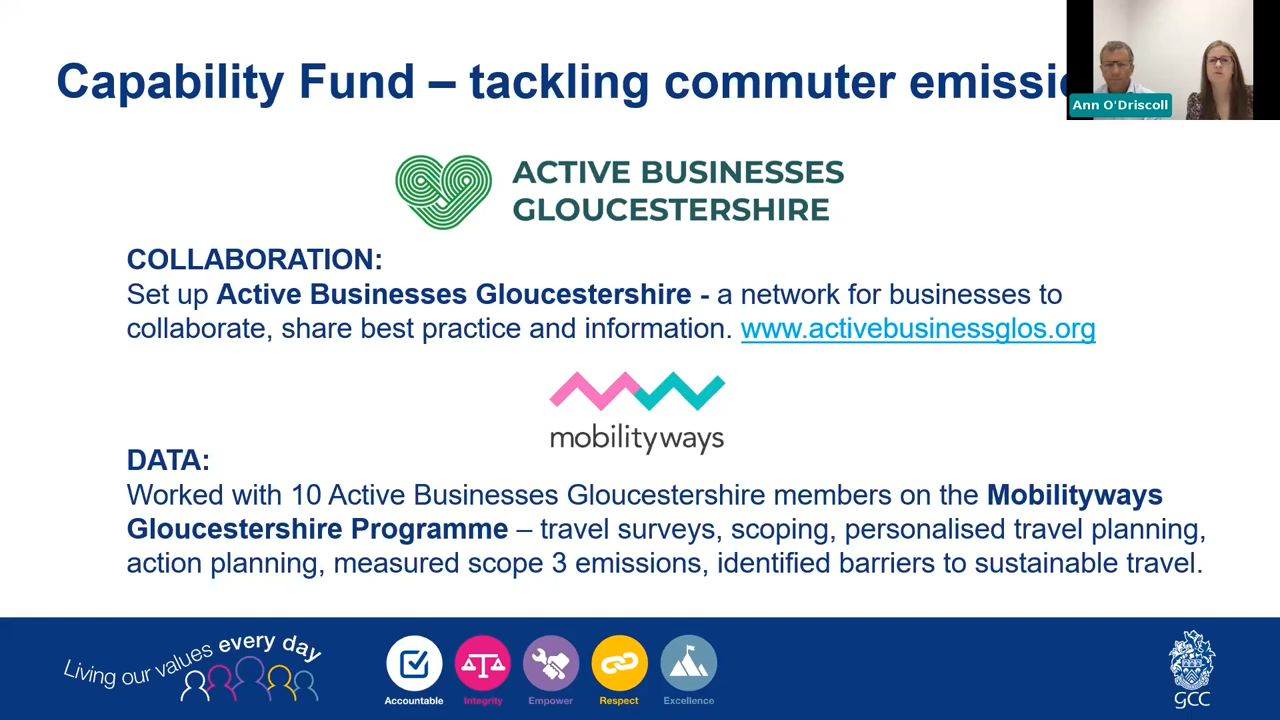 Capability Fund – tackling commuter emissi
Ann O'Driscoll
ACTIVE BUSINESSES
GLOUCESTERSHIRE
COLLABORATION:
Set up Active Businesses Gloucestershire - a network for businesses to
collaborate, share best practice and information. www.activebusinessglos.org
mobilityways
DATA:
Worked with 10 Active Businesses Gloucestershire members on the Mobilityways
Gloucestershire Programme – travel surveys, scoping, personalised travel planning,
action planning, measured scope 3 emissions, identified barriers to sustainable travel.
Living our values every day
Accountable
Integrity
Empower
Respect
Excellence
GCC